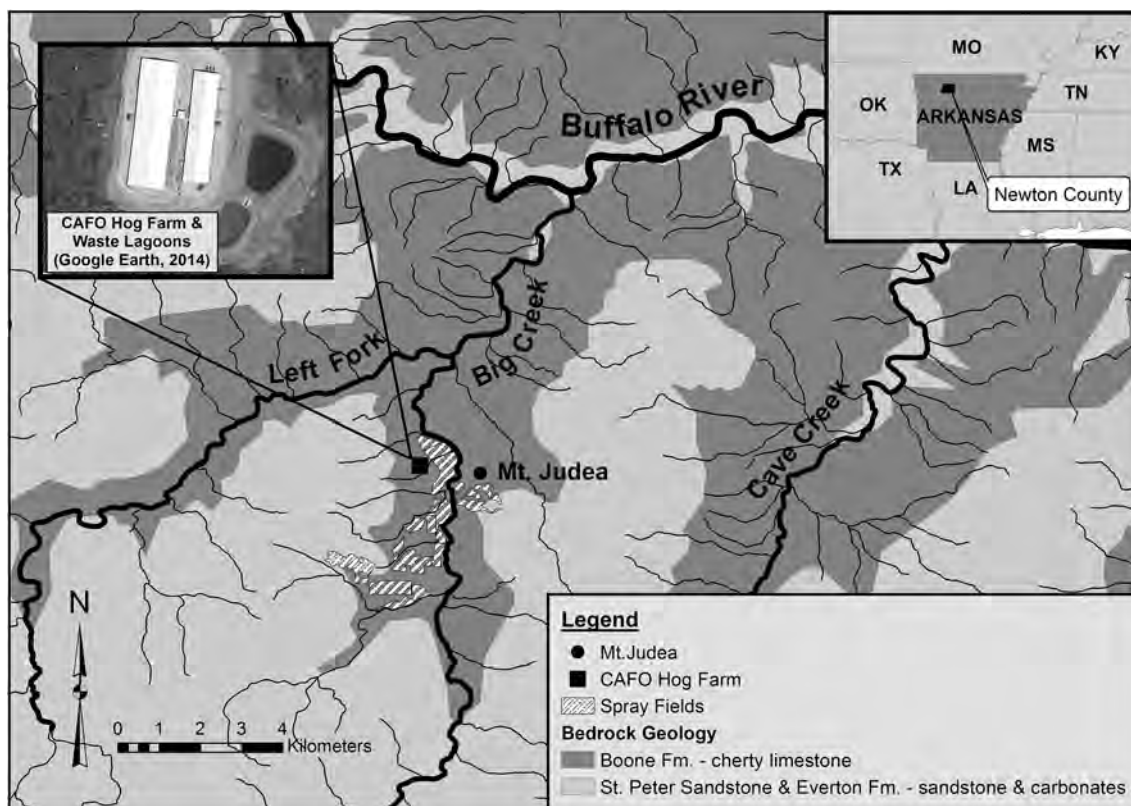 CAFO Hog Farm &
Waste Lagoons
(Google Earth, 2014)
Buffalo River
MO
KY
OK
ARKANSAS
TN
MS
TX
LA
Newton County
Left Fork
Big Creek
Cave Creek
Mt. Judea
N
0 1 2 3 4
Kilometers
Legend
Mt.Judea
CAFO Hog Farm
Spray Fields
Bedrock Geology
Boone Fm. - cherty limestone
St. Peter Sandstone & Everton Fm. - sandstone & carbonates